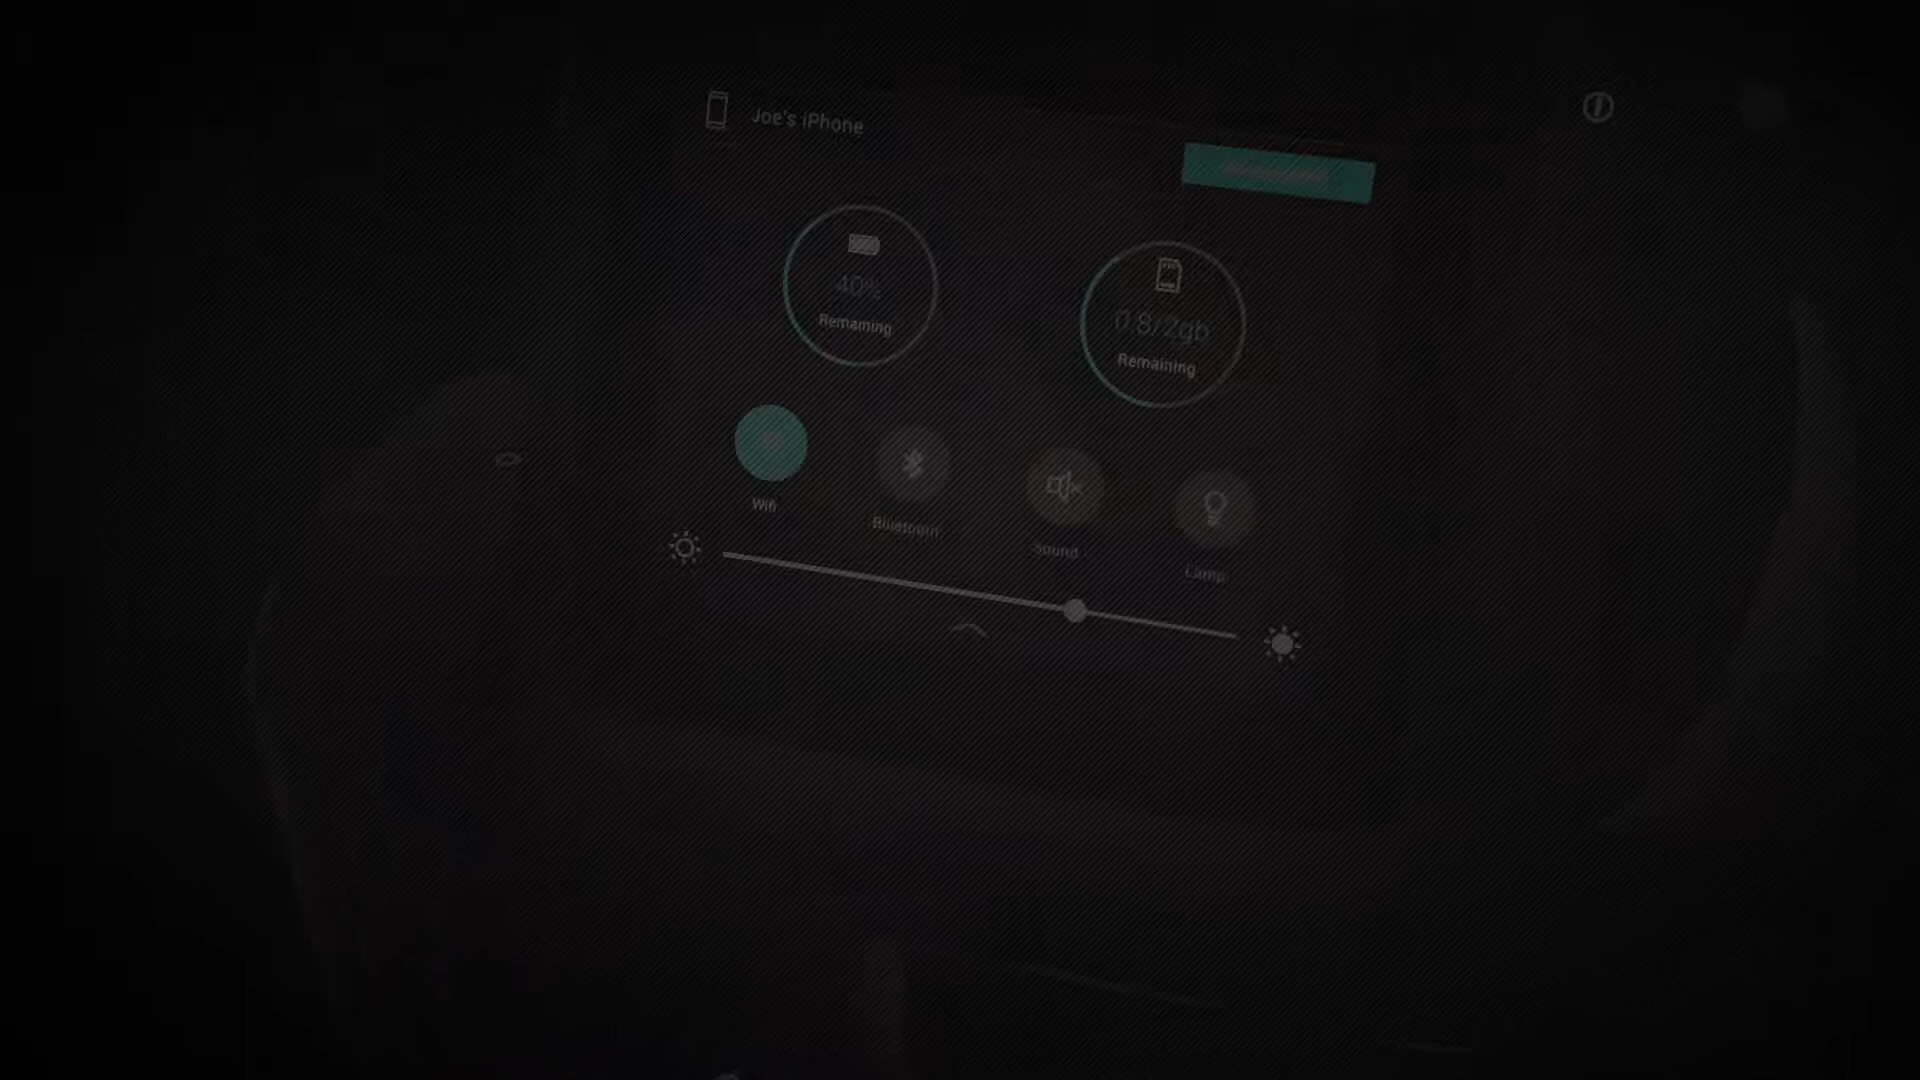 Joe's iPhone
40%
Remaining
0.8/2gb
Remaining
Wifi
Bluetooth
Sound
Lamp